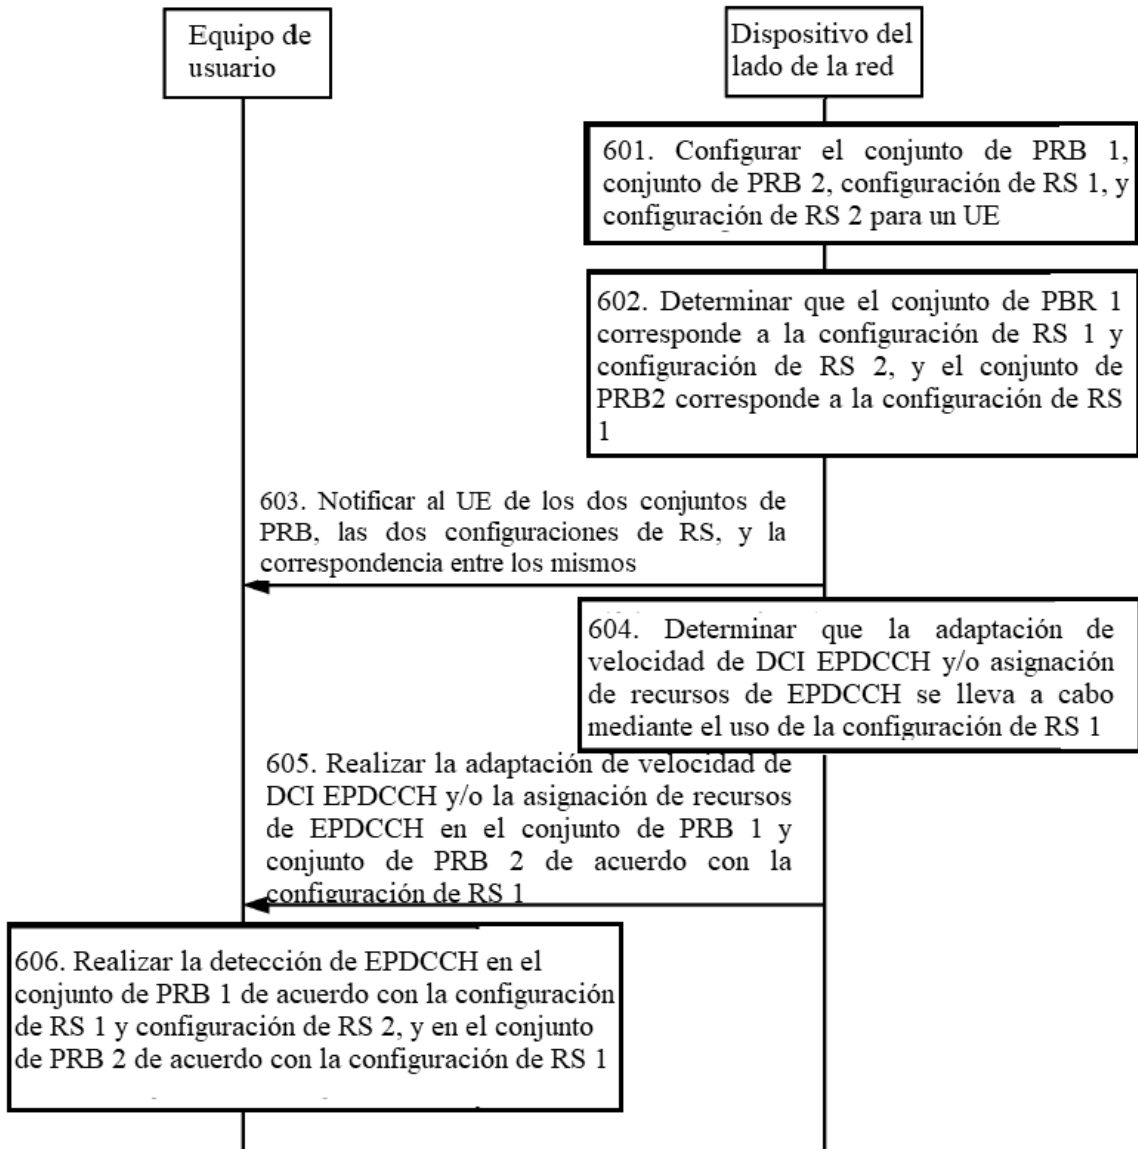 Equipo de
usuario
Dispositivo del
lado de la red
601. Configurar el conjunto de PRB 1,
conjunto de PRB 2, configuración de RS 1, y
configuración de RS 2 para un UE
602. Determinar que el conjunto de PBR 1
corresponde a la configuración de RS 1 y
configuración de RS 2, y el conjunto de
PRB2 corresponde a la configuración de RS
1
603. Notificar al UE de los dos conjuntos de
PRB, las dos configuraciones de RS, y la
correspondencia entre los mismos
604. Determinar que la adaptación de
velocidad de DCI EPDCCH y/o asignación
de recursos de EPDCCH se lleva a cabo
mediante el uso de la configuración de RS 1
605. Realizar la adaptación de velocidad de
DCI EPDCCH y/o la asignación de recursos
de EPDCCH en el conjunto de PRB 1 y
conjunto de PRB 2 de acuerdo con la
configuración de RS 1
606. Realizar la detección de EPDCCH en el
conjunto de PRB 1 de acuerdo con la configuración
de RS 1 y configuración de RS 2, y en el conjunto
de PRB 2 de acuerdo con la configuración de RS 1